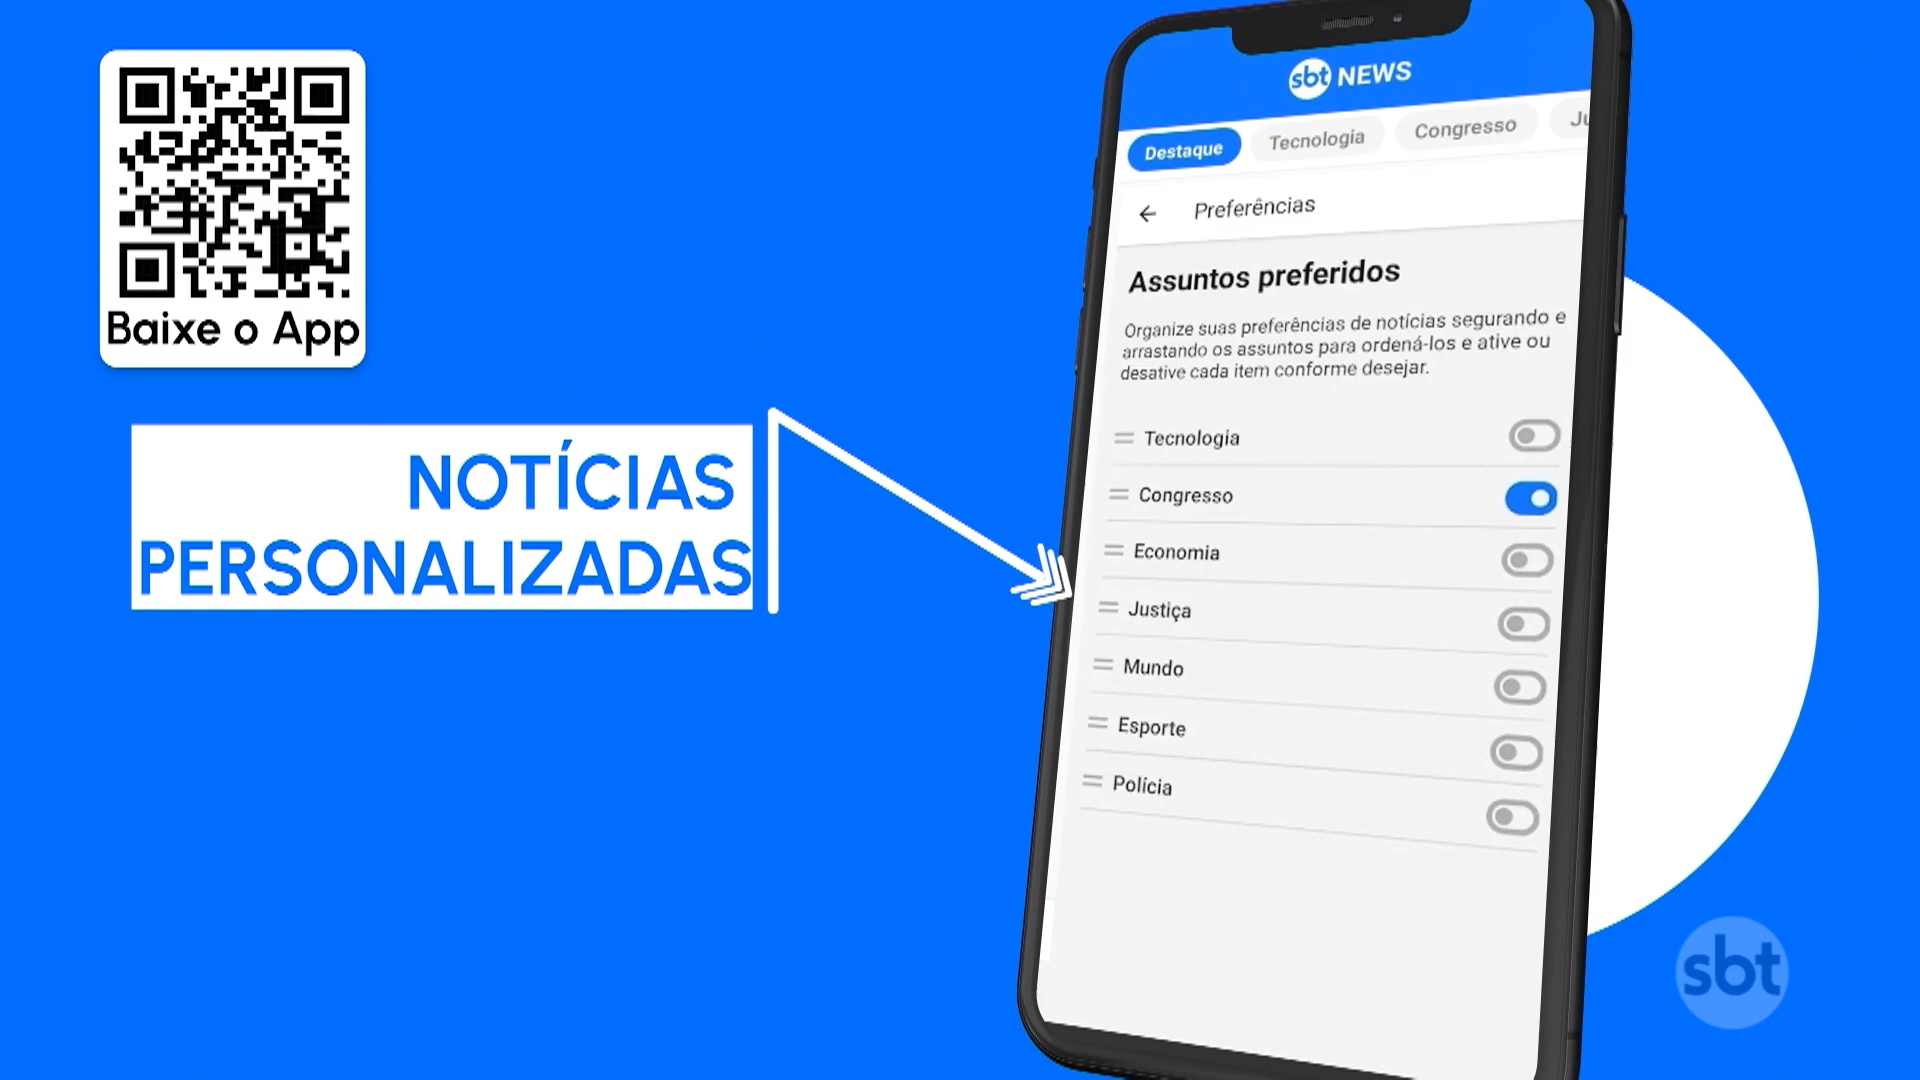 Baixe o App
NOTÍCIAS
PERSONALIZADAS
sbt NEWS
Destaque
Tecnologia
Congresso
Preferências
Assuntos preferidos
Organize suas preferências de notícias segurando e
arrastando os assuntos para ordená-los e ative ou
desative cada item conforme desejar.
Tecnologia
Congresso
Economia
Justiça
Mundo
Esporte
Polícia
sbt